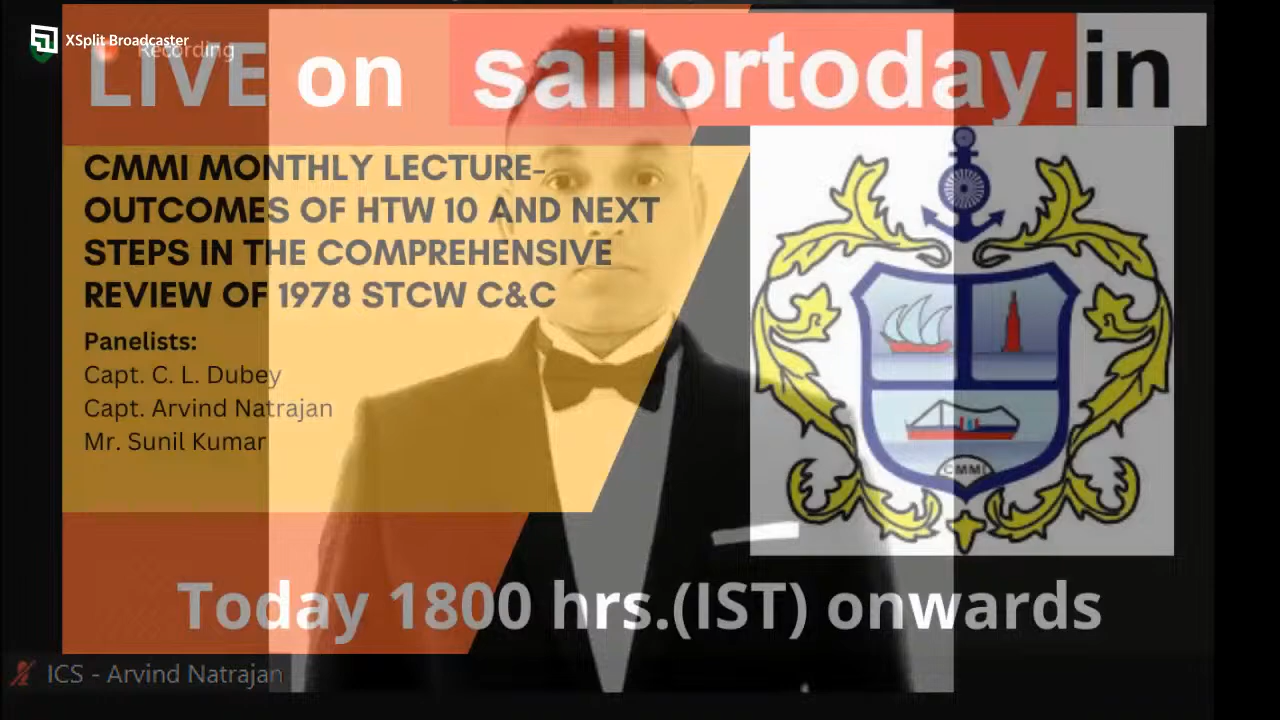 XSplit Broadcaster
Recording
LIVE on sailortoday.in
CMMI MONTHLY LECTURE-
OUTCOMES OF HTW 10 AND NEXT
STEPS IN THE COMPREHENSIVE
REVIEW OF 1978 STCW C&C
Panelists:
Capt. C. L. Dubey
Capt. Arvind Natrajan
Mr. Sunil Kumar
CMMI
Today 1800 hrs.(IST) onwards
ICS - Arvind Natrajan